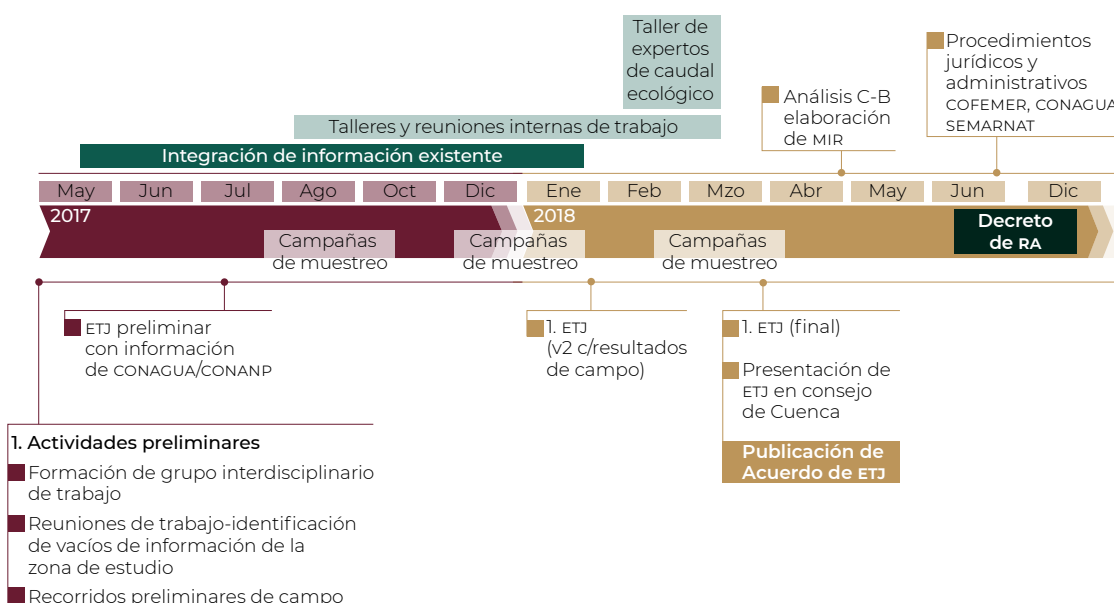 Taller de
expertos
de caudal
ecológico
Procedimientos
jurídicos y
administrativos
COFEMER, CONAGUA
SEMARNAT
Análisis C-B
elaboración
de MIR
Talleres y reuniones internas de trabajo
Integración de información existente
May Jun Jul Ago Oct Dic Ene Feb Mzo Abr May Jun Dic
2017 2018
Decreto
de RA
Campañas
de muestreo
Campañas
de muestreo
Campañas
de muestreo
ETJ preliminar
con información
de CONAGUA/CONANP
1. ETJ
(v2 c/resultados
de campo)
1. ETJ (final)
Presentación de
ETJ en consejo
de Cuenca
Publicación de
Acuerdo de ETJ
1. Actividades preliminares
Formación de grupo interdisciplinario
de trabajo
Reuniones de trabajo-identificación
de vacíos de información de la
zona de estudio
Recorridos preliminares de campo